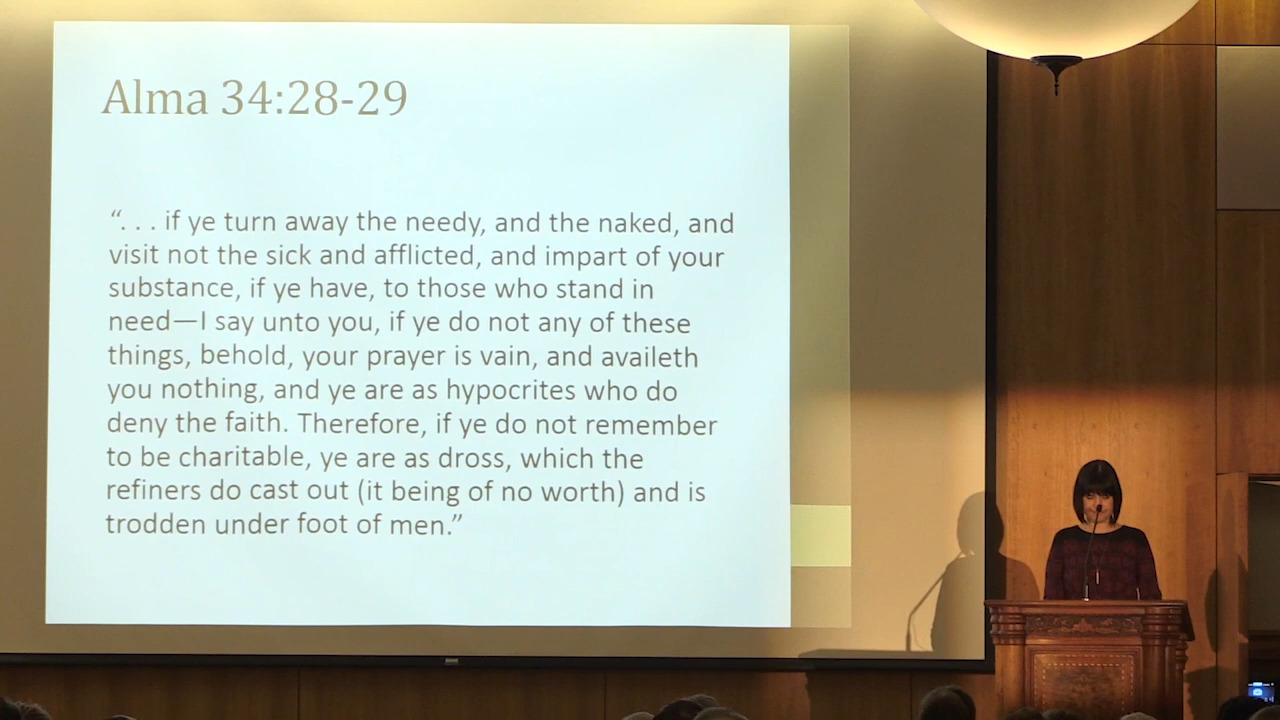 Alma 34:28-29
“. . . if ye turn away the needy, and the naked, and
visit not the sick and afflicted, and impart of your
substance, if ye have, to those who stand in
need—I say unto you, if ye do not any of these
things, behold, your prayer is vain, and availeth
you nothing, and ye are as hypocrites who do
deny the faith. Therefore, if ye do not remember
to be charitable, ye are as dross, which the
refiners do cast out (it being of no worth) and is
trodden under foot of men.”